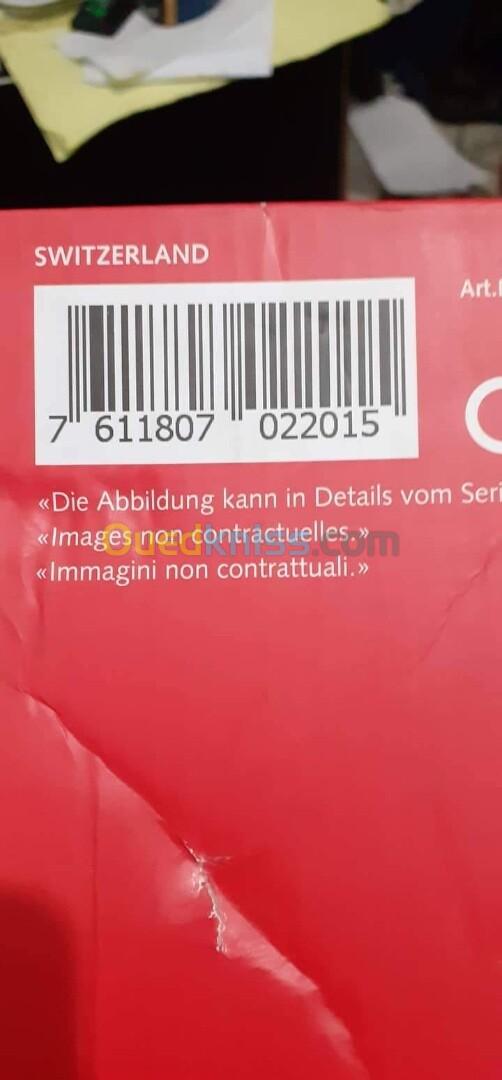 SWITZERLAND
Art.
7 611807 022015
«Die Abbildung kann in Details vom Seri
«Images non contractuelles.»
Ouedkniss.com
«Immagini non contrattuali.»